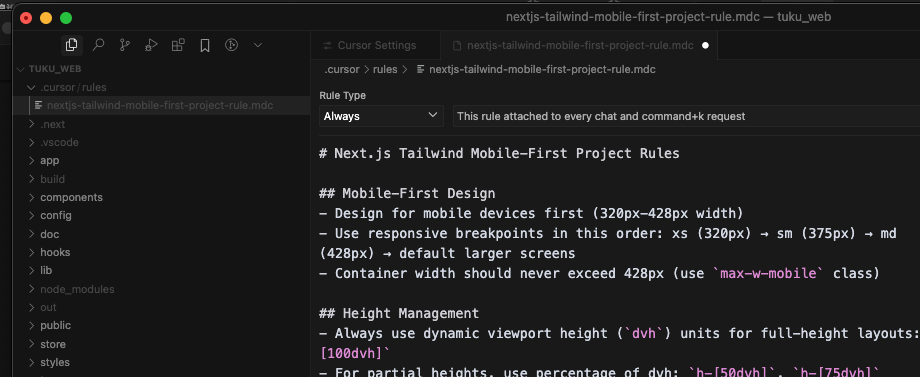 nextjs-tailwind-mobile-first-project-rule.mdc — tuku_web
Cursor Settings
nextjs-tailwind-mobile-first-project-rule.mdc
TUKU_WEB
.cursor / rules
nextjs-tailwind-mobile-first-project-rule.mdc
.next
.vscode
app
build
components
config
doc
hooks
lib
node_modules
out
public
store
styles
.cursor > rules > nextjs-tailwind-mobile-first-project-rule.mdc
Rule Type
Always
This rule attached to every chat and command+k request
# Next.js Tailwind Mobile-First Project Rules
## Mobile-First Design
- Design for mobile devices first (320px-428px width)
- Use responsive breakpoints in this order: xs (320px) → sm (375px) → md
(428px) → default larger screens
- Container width should never exceed 428px (use `max-w-mobile` class)
## Height Management
- Always use dynamic viewport height (`dvh`) units for full-height layouts:
[100dvh]`
- For partial heights, use percentage of dvh: `h-[50dvh]`, `h-[75dvh]`